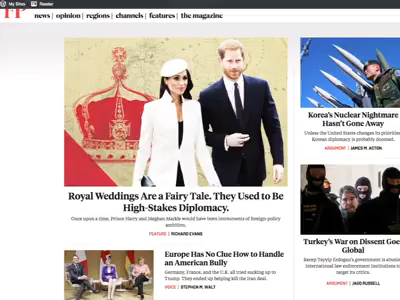 My Sites Reader
FP
news | opinion | regions | channels | features | the magazine
Royal Weddings Are a Fairy Tale. They Used to Be
High-Stakes Diplomacy.
Once upon a time, Prince Harry and Meghan Markle would have been instruments of foreign policy
ambition.
FEATURE | RICHARD EVANS
Europe Has No Clue How to Handle
an American Bully
Germany, France, and the U.K. all tried sucking up to
Trump. They ended up helping kill the Iran deal.
VOICE | STEPHEN M. WALT
Korea's Nuclear Nightmare
Hasn't Gone Away
Unless the United States changes its priorities
Korean diplomacy is probably doomed.
ARGUMENT | JAMES M. ACTON
Turkey's War on Dissent Goes
Global
Recep Tayyip Erdogan's government is abusing
international law enforcement institutions to
target its critics.
ARGUMENT | JAGO RUSSELL